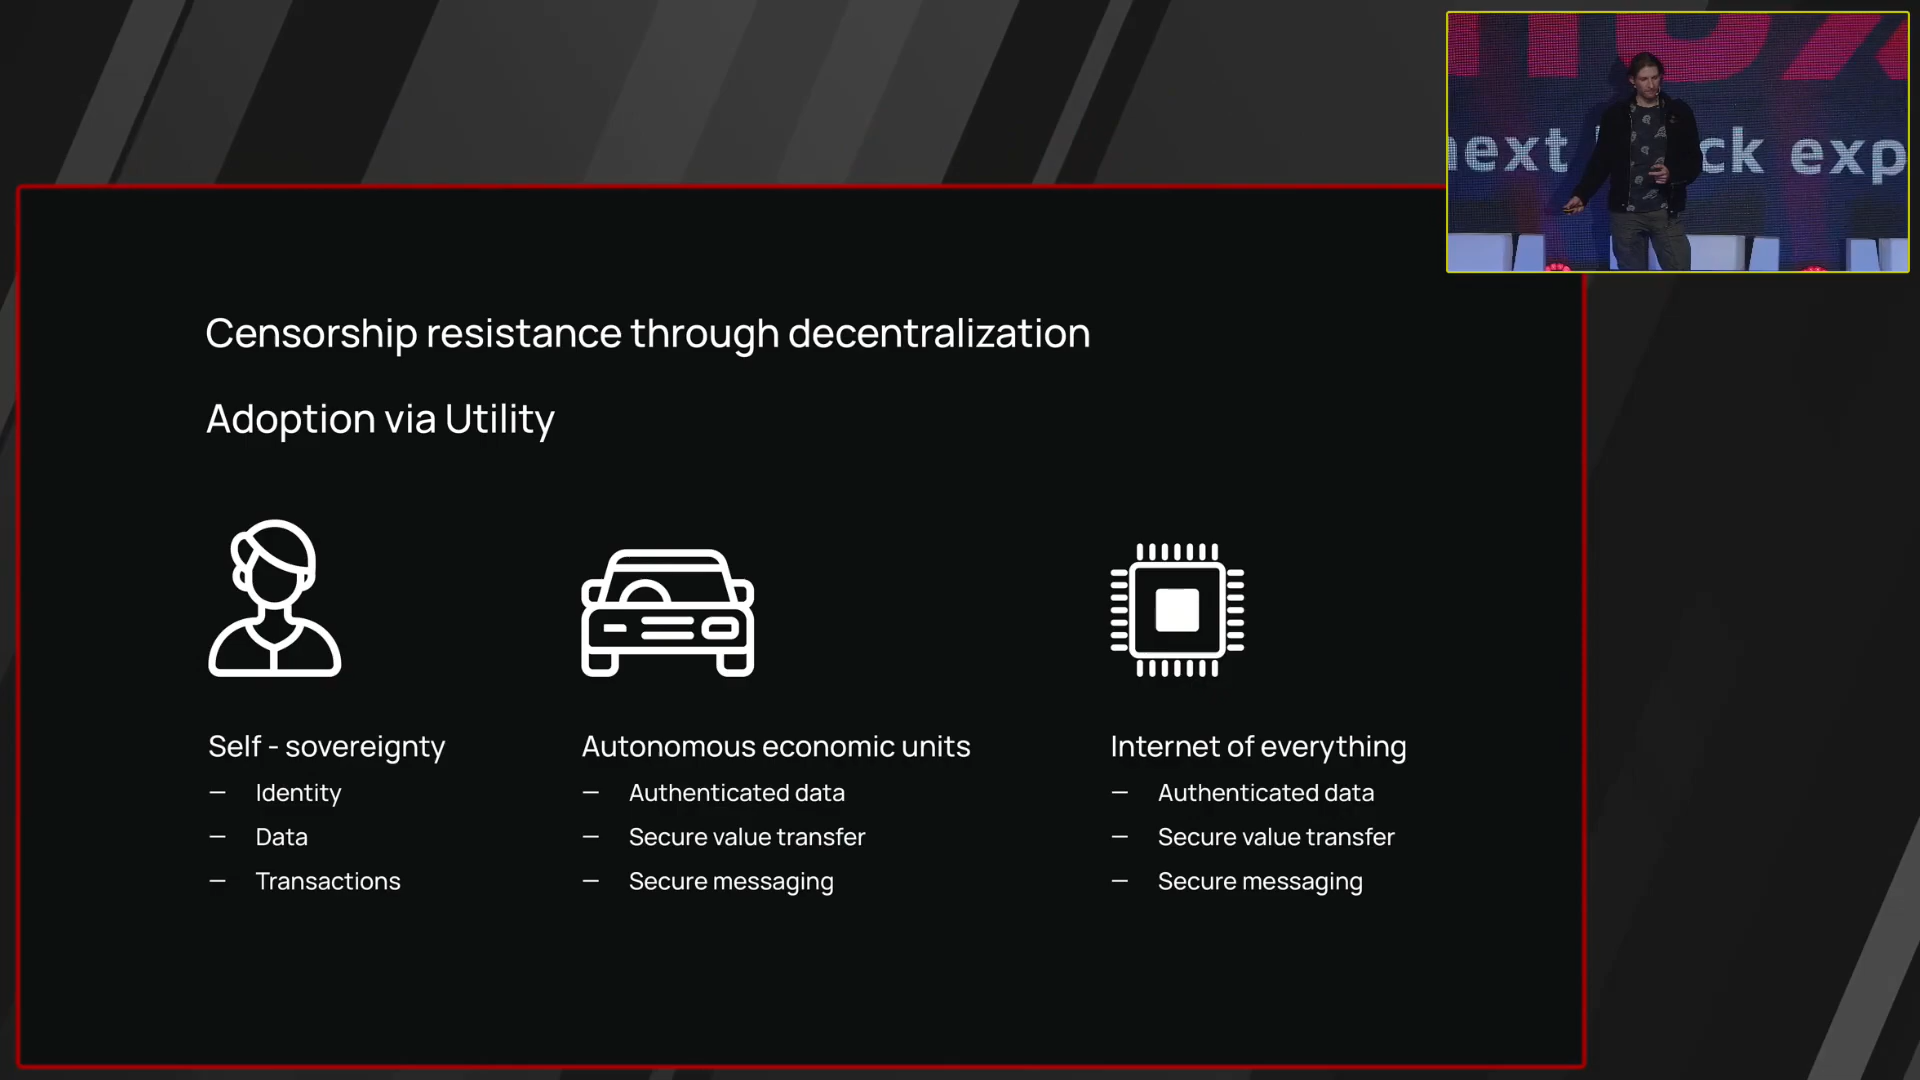 next ck exp
Censorship resistance through decentralization
Adoption via Utility
Self - sovereignty
— Identity
— Data
— Transactions
Autonomous economic units
— Authenticated data
— Secure value transfer
— Secure messaging
Internet of everything
— Authenticated data
— Secure value transfer
— Secure messaging